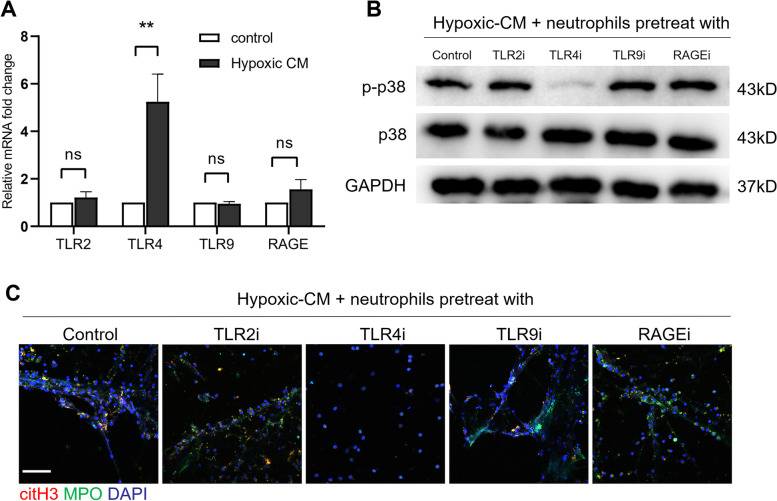 A
Relative mRNA fold change
8
6
4
2
1
0
**
ns
ns
ns
control
Hypoxic CM
TLR2 TLR4 TLR9 RAGE
B
Hypoxic-CM + neutrophils pretreat with
Control TLR2i TLR4i TLR9i RAGEi
p-p38 43kD
p38 43kD
GAPDH 37kD
C
Hypoxic-CM + neutrophils pretreat with
Control TLR2i TLR4i TLR9i RAGEi
citH3 MPO DAPI